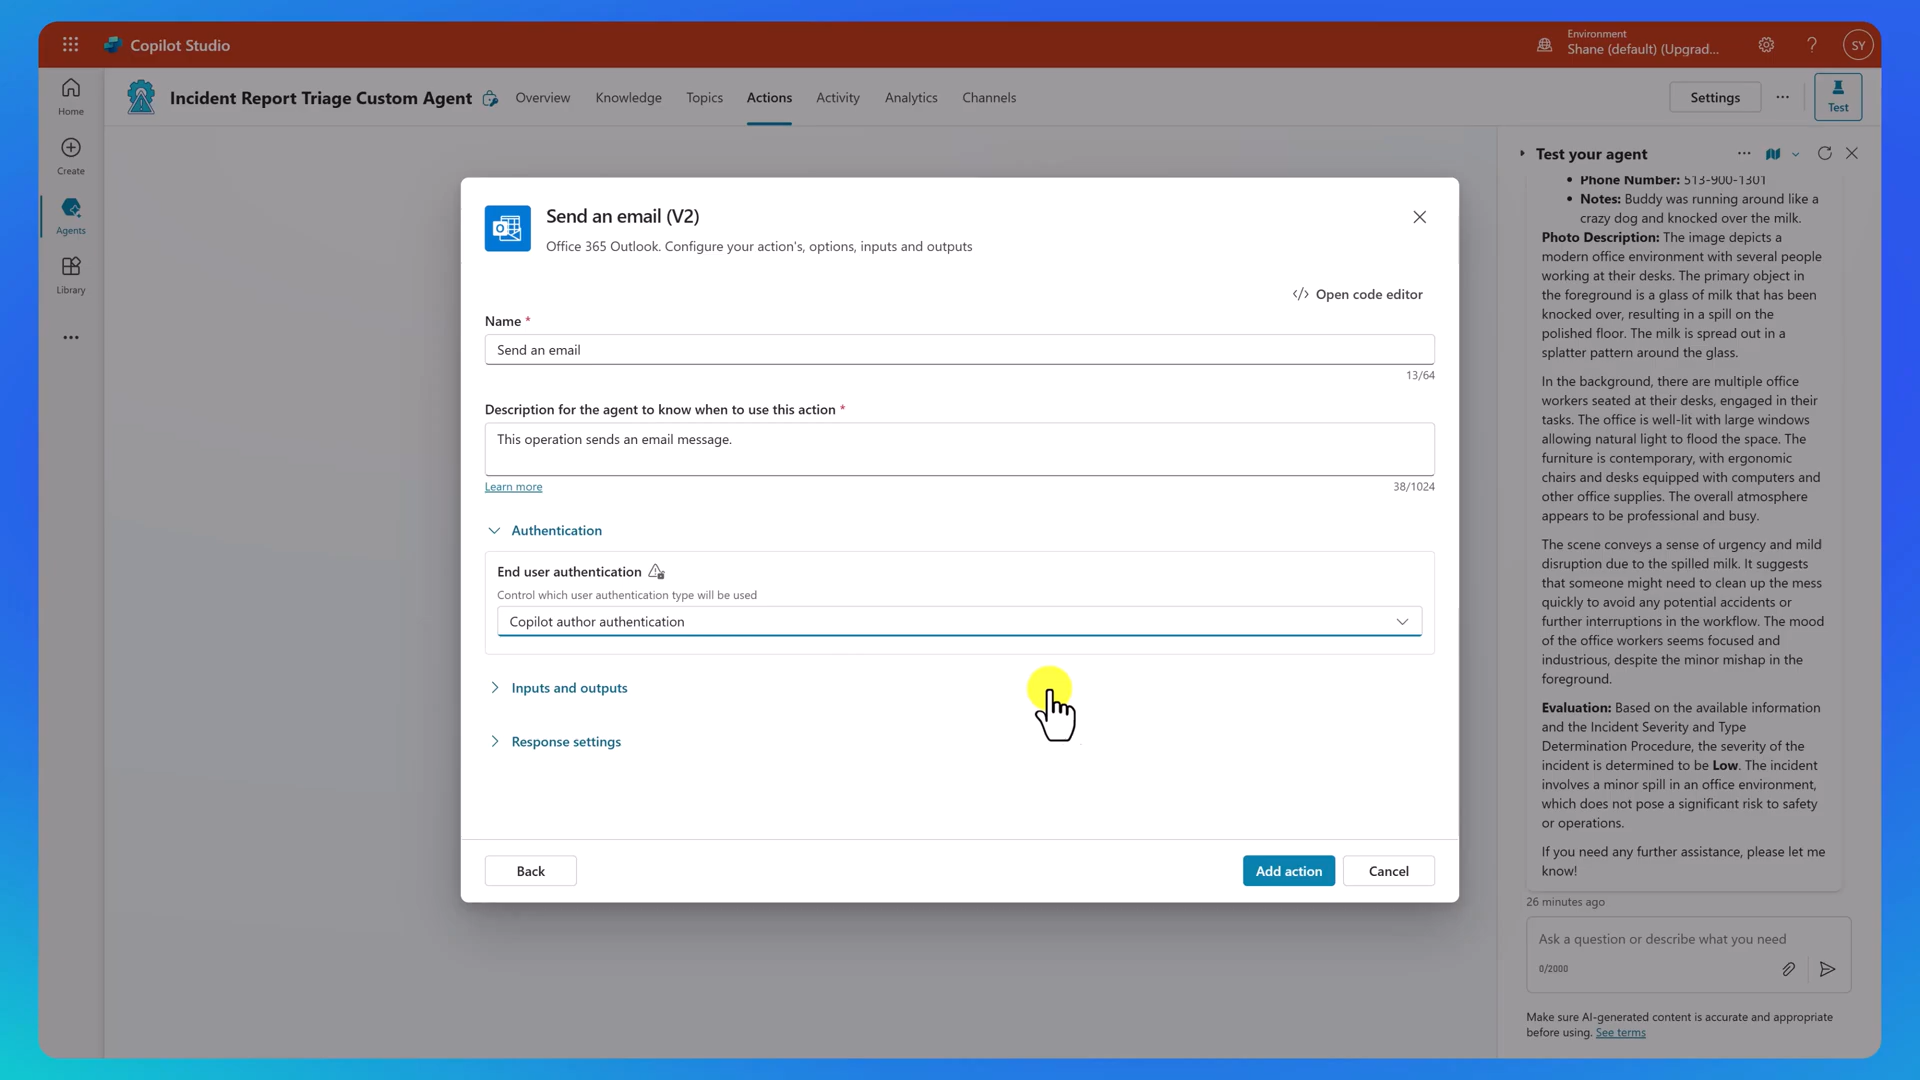 Copilot Studio
Environment
Shane (default) (Upgrad...
SY
Home
Create
Agents
Library
Incident Report Triage Custom Agent
Overview
Knowledge
Topics
Actions
Activity
Analytics
Channels
Settings
Test
Send an email (V2)
Office 365 Outlook. Configure your action's, options, inputs and outputs
</> Open code editor
Name *
Send an email
13/64
Description for the agent to know when to use this action *
This operation sends an email message.
Learn more
38/1024
Authentication
End user authentication
Control which user authentication type will be used
Copilot author authentication
Inputs and outputs
Response settings
Back
Add action
Cancel
Test your agent
Phone Number: 513-900-1301
Notes: Buddy was running around like a
crazy dog and knocked over the milk.
Photo Description: The image depicts a
modern office environment with several people
working at their desks. The primary object in
the foreground is a glass of milk that has been
knocked over, resulting in a spill on the
polished floor. The milk is spread out in a
splatter pattern around the glass.
In the background, there are multiple office
workers seated at their desks, engaged in their
tasks. The office is well-lit with large windows
allowing natural light to flood the space. The
furniture is contemporary, with ergonomic
chairs and desks equipped with computers and
other office supplies. The overall atmosphere
appears to be professional and busy.
The scene conveys a sense of urgency and mild
disruption due to the spilled milk. It suggests
that someone might need to clean up the mess
quickly to avoid any potential accidents or
further interruptions in the workflow. The mood
of the office workers seems focused and
industrious, despite the minor mishap in the
foreground.
Evaluation: Based on the available information
and the Incident Severity and Type
Determination Procedure, the severity of the
incident is determined to be Low. The incident
involves a minor spill in an office environment,
which does not pose a significant risk to safety
or operations.
If you need any further assistance, please let me
know!
26 minutes ago
Ask a question or describe what you need
0/2000
Make sure AI-generated content is accurate and appropriate
before using. See terms